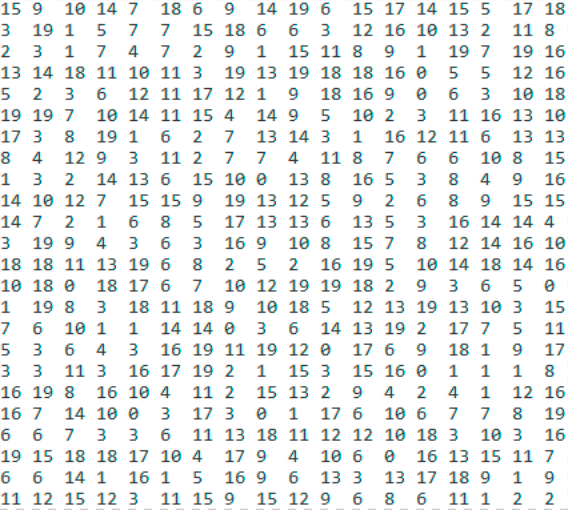 15 9 10 14 7 18 6 9 14 19 6 15 17 14 15 5 17 18
3 19 1 5 7 7 15 18 6 6 3 12 16 10 13 2 11 8
2 3 1 7 4 7 2 9 1 15 11 8 9 1 19 7 19 16
13 14 18 11 10 11 3 19 13 19 18 18 16 0 5 5 12 16
5 2 3 6 12 11 17 12 1 9 18 16 9 0 6 3 10 18
19 19 7 10 14 11 15 4 14 9 5 10 2 3 11 16 13 10
17 3 8 19 1 6 2 7 13 14 3 1 16 12 11 6 13 13
8 4 12 9 3 11 2 7 7 4 11 8 7 6 6 10 8 15
1 3 2 14 13 6 15 10 0 13 8 16 5 3 8 4 9 16
14 10 12 7 15 15 9 19 13 12 5 9 2 6 8 9 15 15
14 7 2 1 6 8 5 17 13 13 6 13 5 3 16 14 14 4
3 19 9 4 3 6 3 16 9 10 8 15 7 8 12 14 16 10
18 18 11 13 19 6 8 2 5 2 16 19 5 10 14 18 14 16
10 18 0 18 17 6 7 10 12 19 19 18 2 9 3 6 5 0
1 19 8 3 18 11 18 9 10 18 5 12 13 19 13 10 3 15
7 6 10 1 1 14 14 0 3 6 14 13 19 2 17 7 5 11
5 3 6 4 3 16 19 11 19 12 0 17 6 9 18 1 9 17
3 3 11 3 16 17 19 2 1 15 3 15 16 0 1 1 1 8
16 19 8 16 10 4 11 2 15 13 2 9 4 2 4 1 12 16
16 7 14 10 0 3 17 3 0 1 17 6 10 6 7 7 8 19
6 6 7 3 3 6 11 13 18 11 12 12 10 18 3 10 3 16
19 15 18 18 17 10 4 17 9 4 10 6 0 16 13 15 11 7
6 6 14 1 16 1 5 16 9 6 13 3 13 17 18 9 1 9
11 12 15 12 3 11 15 9 15 12 9 6 8 6 11 1 2 2